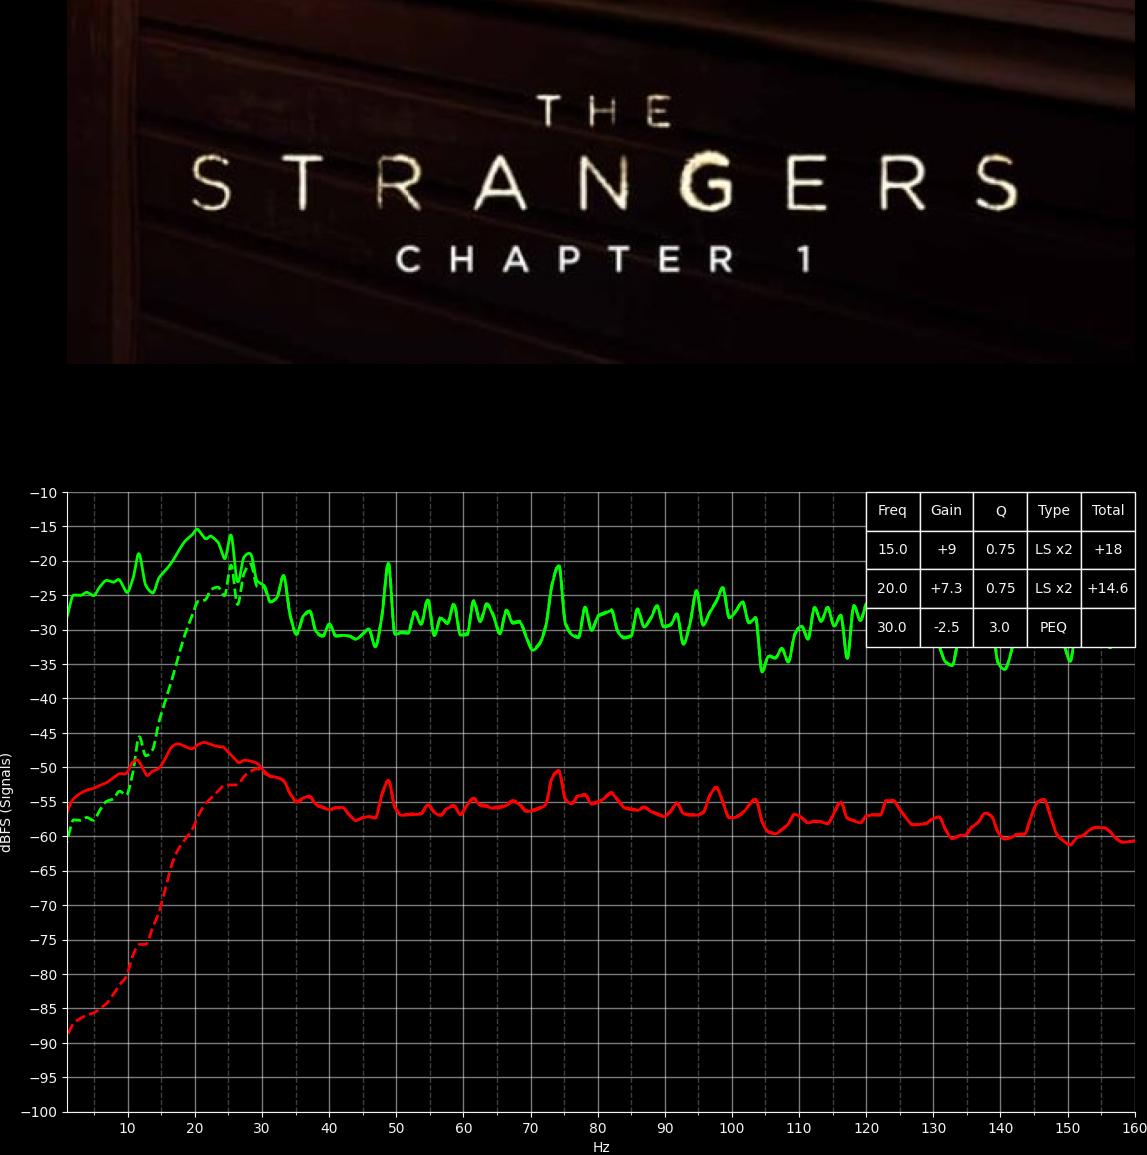 THE
STRANGERS
CHAPTER 1
−10
−15
−20
−25
−30
−35
−40
−45
−50
−55
−60
−65
−70
−75
−80
−85
−90
−95
−100
dBFS (Signals)
Freq Gain Q Type Total
15.0 +9 0.75 LS x2 +18
20.0 +7.3 0.75 LS x2 +14.6
30.0 -2.5 3.0 PEQ
10 20 30 40 50 60 70 80 90 100 110 120 130 140 150 160
Hz